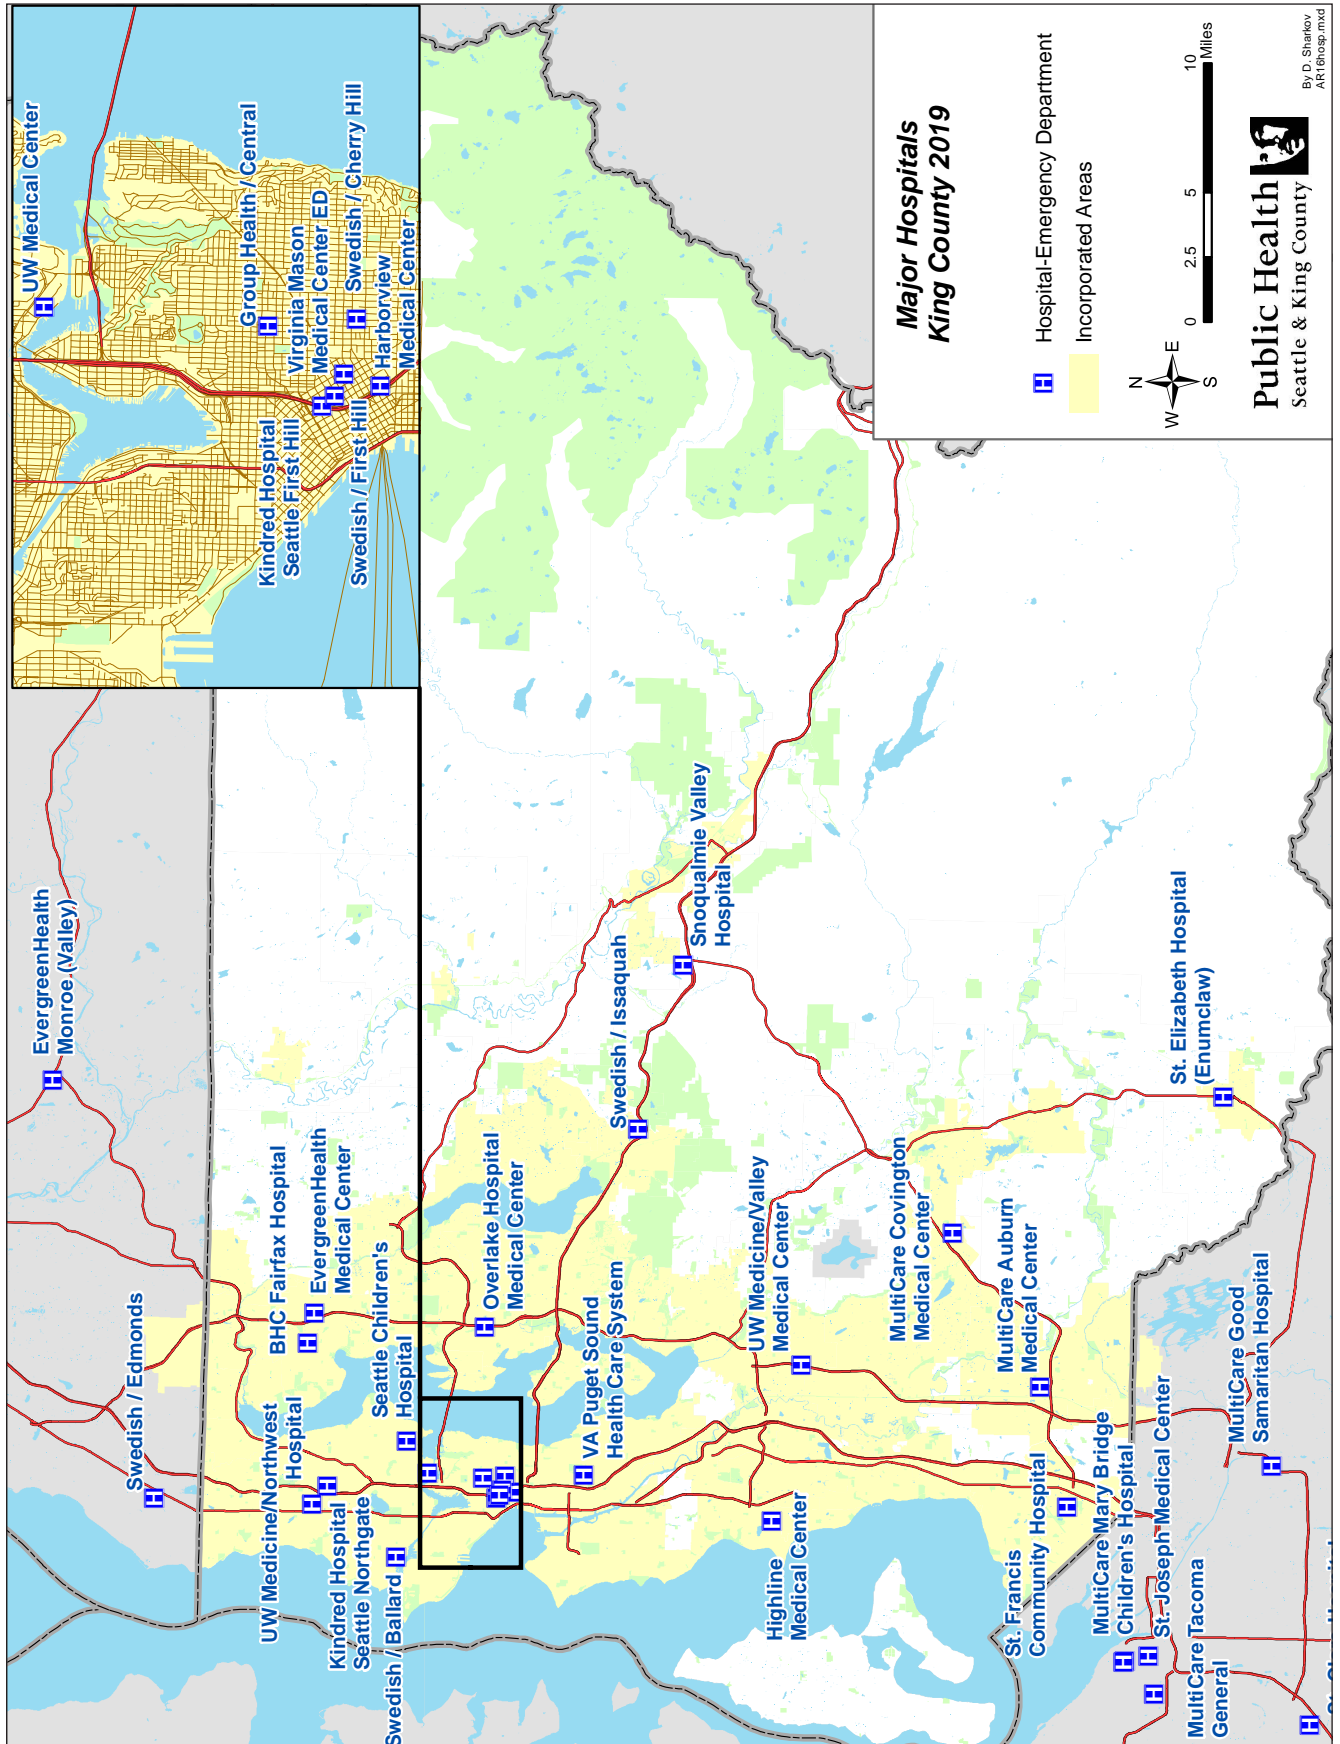 UW Medical Center
Group Health / Central
Virginia Mason
Medical Center ED
Swedish / Cherry Hill
Harborview
Medical Center
Kindred Hospital
Seattle First Hill
Swedish / First Hill
EvergreenHealth
Monroe (Valley)
Swedish / Edmonds
BHC Fairfax Hospital
EvergreenHealth
Medical Center
UW Medicine/Northwest
Hospital
Kindred Hospital
Seattle Northgate
Seattle Children's
Hospital
Swedish / Ballard
Overlake Hospital
Medical Center
VA Puget Sound
Health Care System
Swedish / Issaquah
Snoqualmie Valley
Hospital
UW Medicine/Valley
Medical Center
Highline
Medical Center
MultiCare Covington
Medical Center
MultiCare Auburn
Medical Center
St. Francis
Community Hospital
St. Elizabeth Hospital
(Enumclaw)
MultiCare Mary Bridge
Children's Hospital
St. Joseph Medical Center
MultiCare Tacoma
General
MultiCare Good
Samaritan Hospital
Major Hospitals
King County 2019
H Hospital-Emergency Department
Incorporated Areas
N
W E
S
0 2.5 5 10
Miles
Public Health
Seattle & King County
By D. Sharkov
AR16hosp.mxd